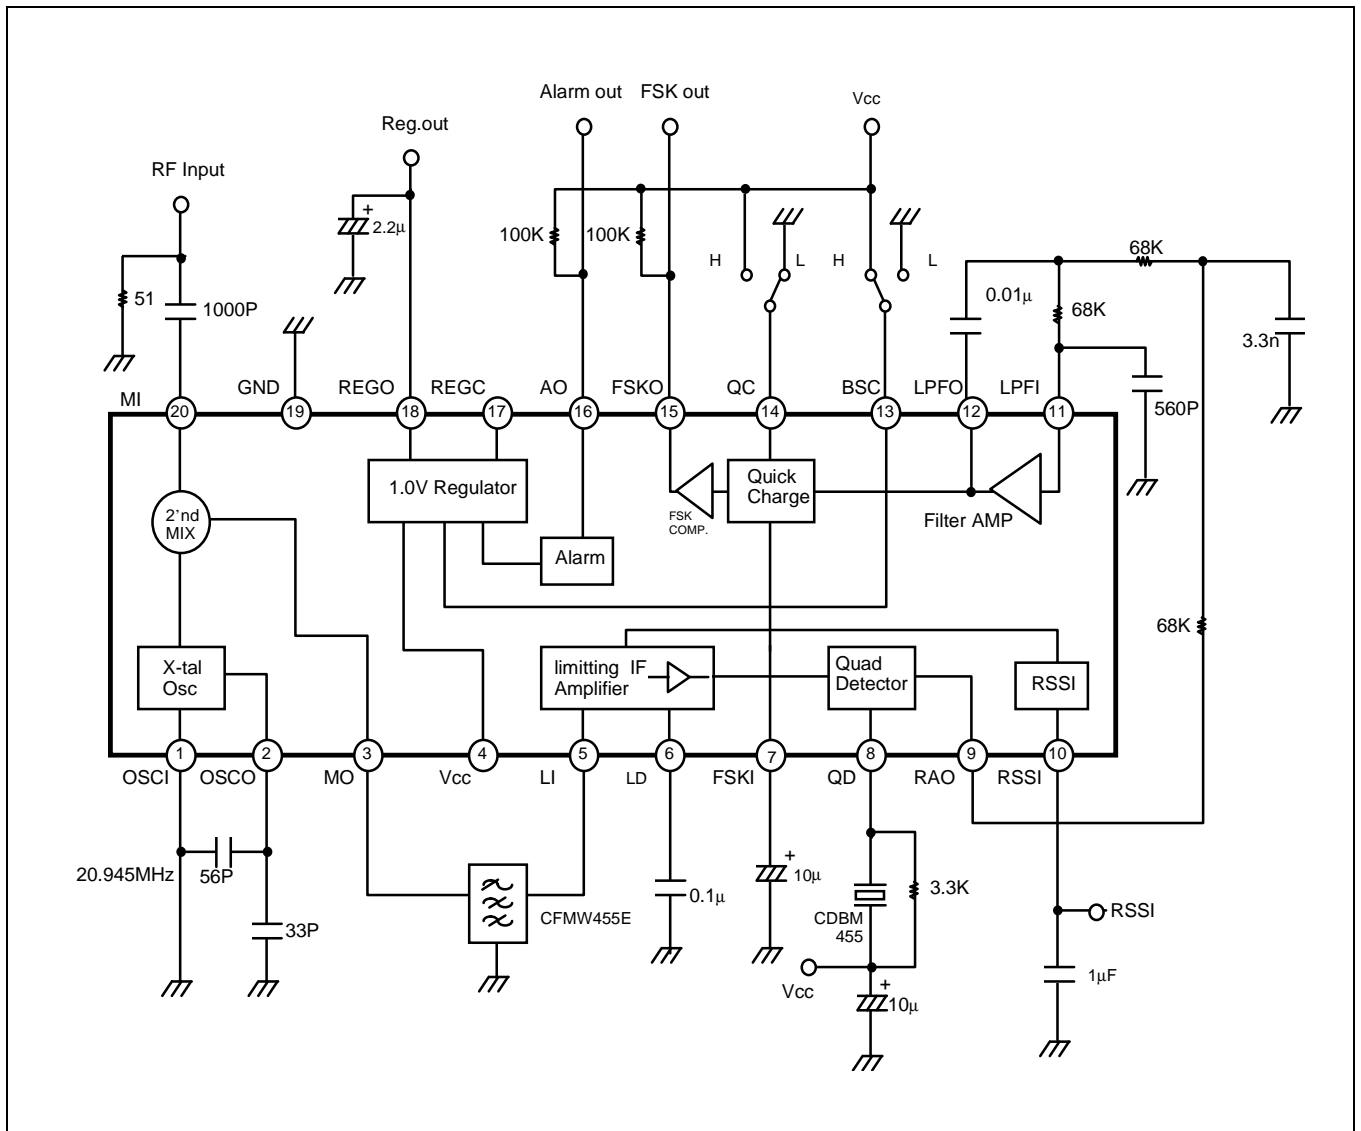 Alarm out
FSK out
Vcc
Reg.out
RF Input
+
2.2μ
100K
100K
H
L
H
L
68K
51
1000P
0.01μ
68K
3.3n
560P
MI
GND
REGO
REGC
AO
FSKO
QC
BSC
LPFO
LPFI
20
19
18
17
16
15
14
13
12
11
1.0V Regulator
Quick
Charge
FSK
COMP.
Filter AMP
2'nd
MIX
Alarm
68K
X-tal
Osc
limitting IF
Amplifier
Quad
Detector
RSSI
1
2
3
4
5
6
7
8
9
10
OSCI
OSCO
MO
Vcc
LI
LD
FSKI
QD
RAO
RSSI
20.945MHz
56P
33P
CFMW455E
0.1μ
+
10μ
CDBM
455
3.3K
RSSI
Vcc
+
10μ
1μF